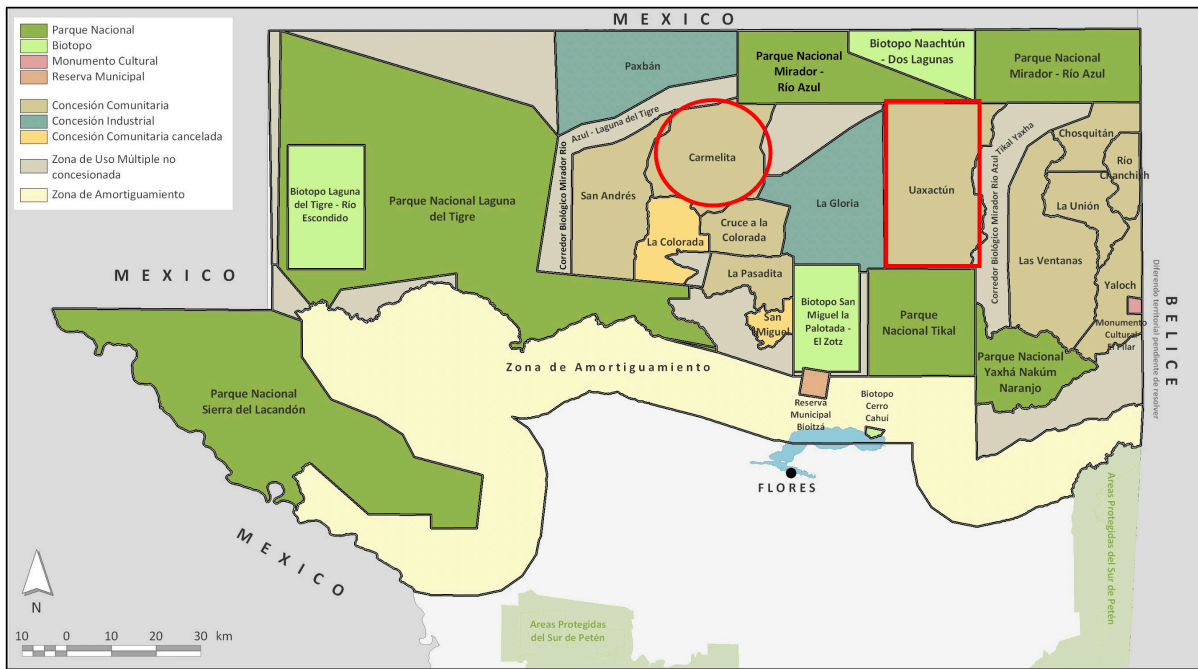 MEXICO
Parque Nacional
Biotopo
Monumento Cultural
Reserva Municipal
Concesión Comunitaria
Concesión Industrial
Concesión Comunitaria cancelada
Zona de Uso Múltiple no
concesionada
Zona de Amortiguamiento
Paxbán
Parque Nacional
Mirador -
Río Azul
Biotopo Naachtún
- Dos Lagunas
Parque Nacional
Mirador - Río Azul
Azul - Laguna del Tigre
Corredor Biológico Mirador Río
Carmelita
San Andrés
Biotopo Laguna
del Tigre - Río
Escondido
Parque Nacional Laguna
del Tigre
La Colorada
Cruce a la
Colorada
La Gloria
Uaxactún
Tikal Yaxha
Corredor Biológico Mirador Río Azul
Chosquitán
Río
Chanchich
La Unión
Las Ventanas
Yaloch
La Pasadita
San
Miguel
Biotopo San
Miguel la
Palotada -
El Zotz
Parque
Nacional Tikal
Monumento
Cultural
El Pilar
Parque Nacional
Yaxhá Nakúm
Naranjo
MEXICO
BELICE
Diferendo territorial pendiente de resolver
Zona de Amortiguamiento
Parque Nacional
Sierra del Lacandón
Reserva
Municipal
Bioitzá
Biotopo
Cerro
Cahuí
FLORES
MEXICO
Areas Protegidas del Sur de Petén
Areas Protegidas
del Sur de Petén
N
10 0 10 20 30 km